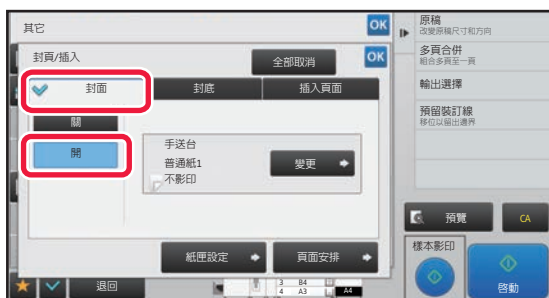 其它
OK
封頁/插入
全部取消
OK
封面
封底
插入頁面
關
開
手送台
普通紙1
不影印
變更
紙匣設定
頁面安排
退回
3 B4
4 A3
A4
原稿
改變原稿尺寸和方向
多頁合併
組合多頁至一頁
輸出選擇
預留裝訂線
移位以留出邊界
預覽
CA
樣本影印
啓動